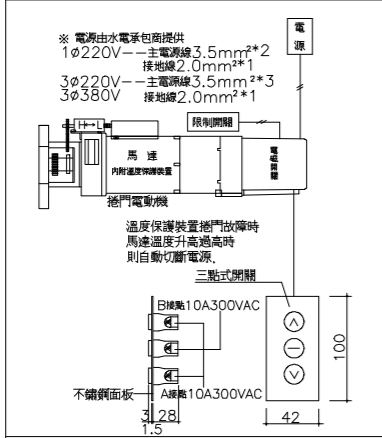 ※ 電源由水電承包商提供
1ø220V--主電源線3.5mm²*2
接地線2.0mm²*1
3ø220V--主電源線3.5mm²*3
3ø380V 接地線2.0mm²*1
電源
限制開關
H L
馬達
內附溫度保護裝置
電磁開關
捲門電動機
溫度保護裝置捲門故障時
馬達溫度升高過高時
則自動切斷電源.
三點式開關
B接點10A300VAC
不鏽鋼面板
A接點10A300VAC
100
3 28
1.5
42